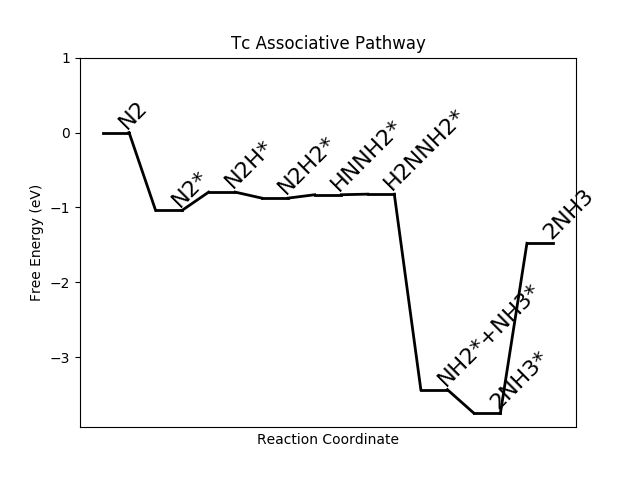 Tc Associative Pathway
1
0
−1
−2
−3
Free Energy (eV)
N2
N2*
N2H*
N2H2*
HNNH2*
H2NNH2*
NH2*+NH3*
2NH3*
2NH3
Reaction Coordinate